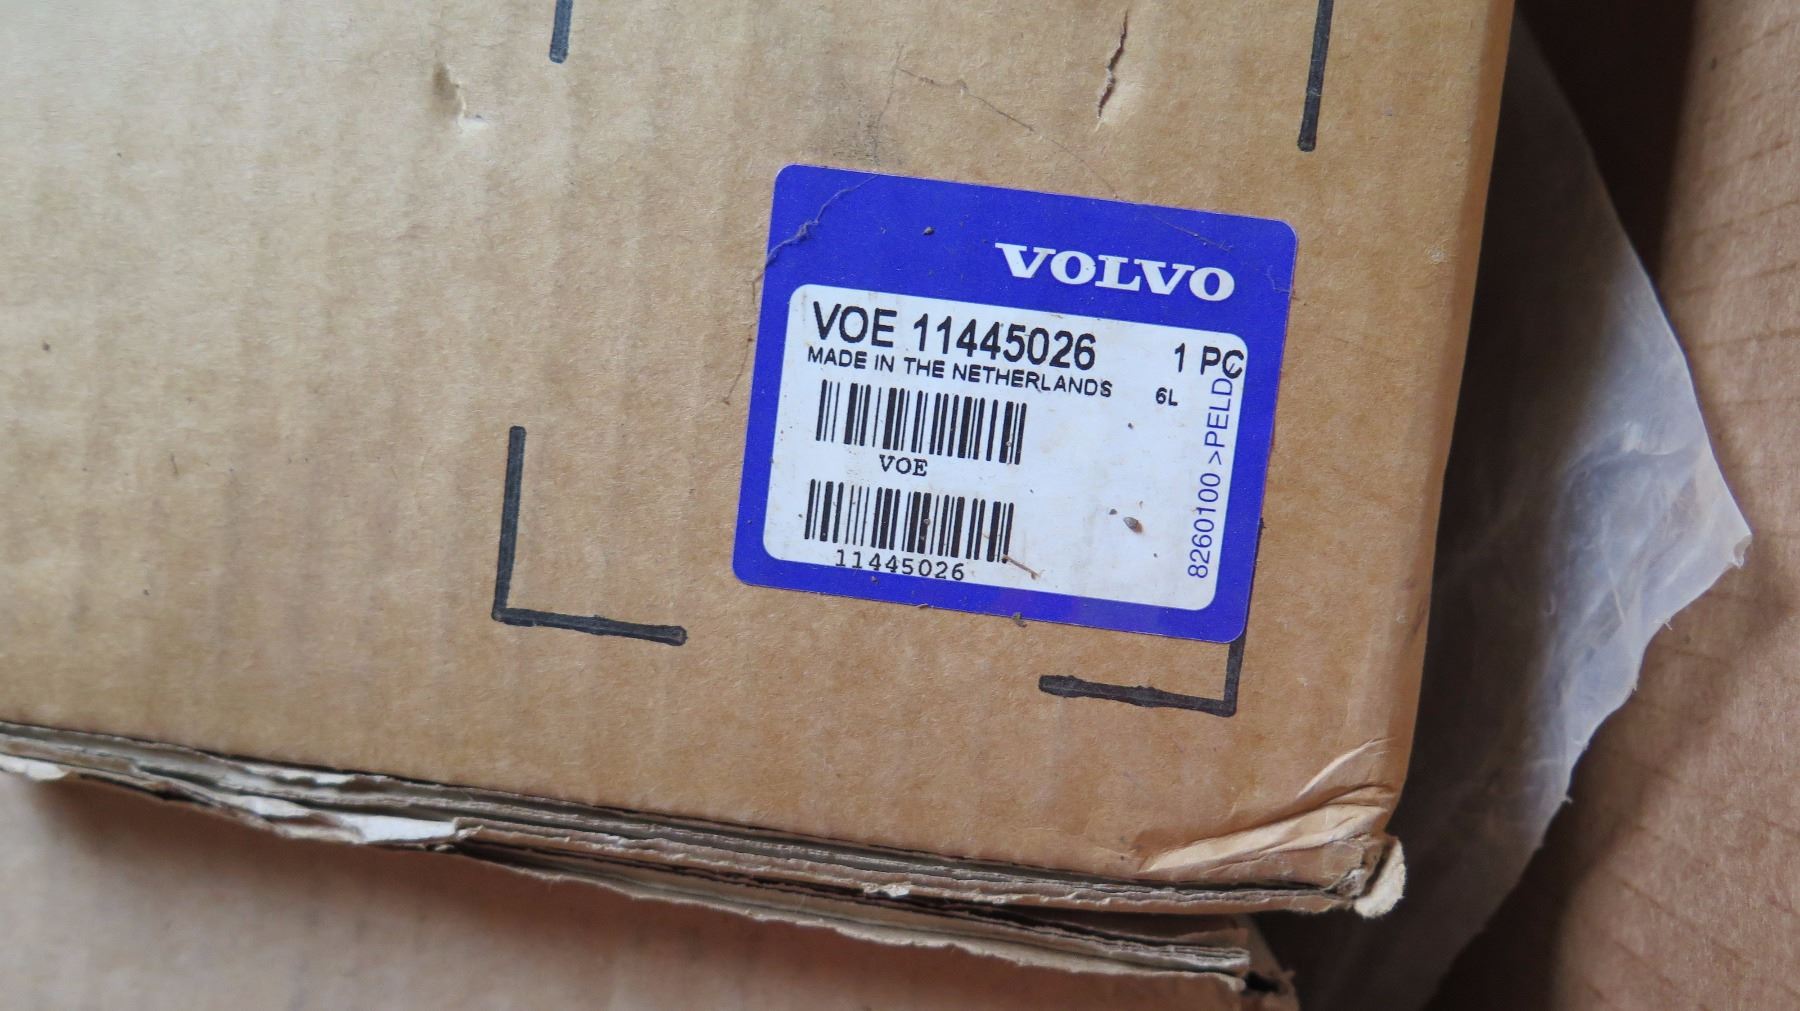 VOLVO
VOE 11445026 1 PC
MADE IN THE NETHERLANDS 6L
VOE
11445026
8260100 >PELD<